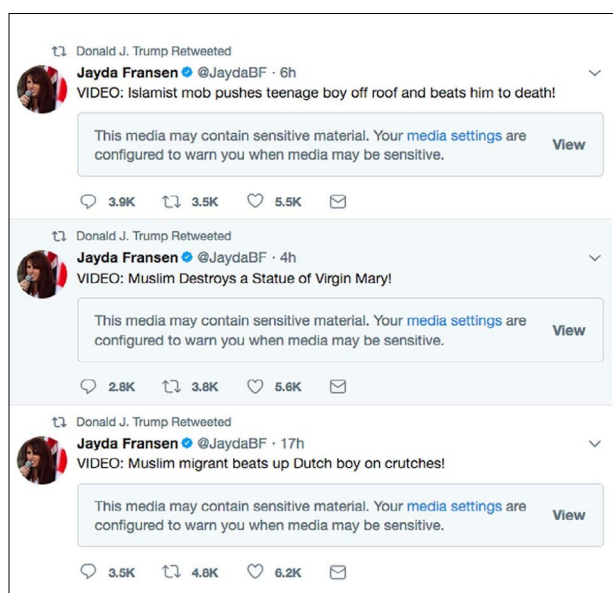 Donald J. Trump Retweeted
Jayda Fransen @JaydaBF · 6h
VIDEO: Islamist mob pushes teenage boy off roof and beats him to death!
This media may contain sensitive material. Your media settings are
configured to warn you when media may be sensitive.
View
3.9K 3.5K 5.5K
Donald J. Trump Retweeted
Jayda Fransen @JaydaBF · 4h
VIDEO: Muslim Destroys a Statue of Virgin Mary!
This media may contain sensitive material. Your media settings are
configured to warn you when media may be sensitive.
View
2.8K 3.8K 5.6K
Donald J. Trump Retweeted
Jayda Fransen @JaydaBF · 17h
VIDEO: Muslim migrant beats up Dutch boy on crutches!
This media may contain sensitive material. Your media settings are
configured to warn you when media may be sensitive.
View
3.5K 4.8K 6.2K